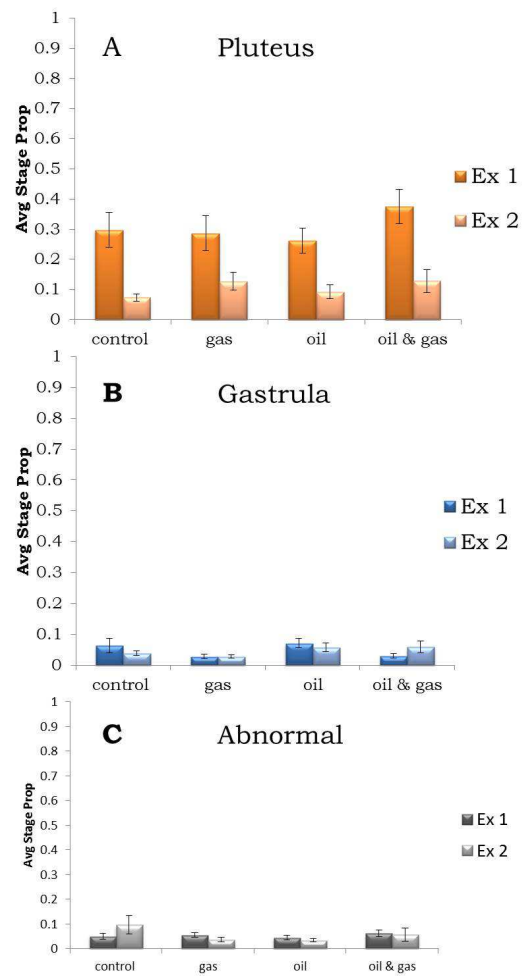 A Pluteus
1
0.9
0.8
0.7
0.6
0.5
0.4
0.3
0.2
0.1
0
Avg Stage Prop
control gas oil oil & gas
Ex 1
Ex 2
B Gastrula
1
0.9
0.8
0.7
0.6
0.5
0.4
0.3
0.2
0.1
0
Avg Stage Prop
control gas oil oil & gas
Ex 1
Ex 2
C Abnormal
1
0.9
0.8
0.7
0.6
0.5
0.4
0.3
0.2
0.1
0
Avg Stage Prop
control gas oil oil & gas
Ex 1
Ex 2